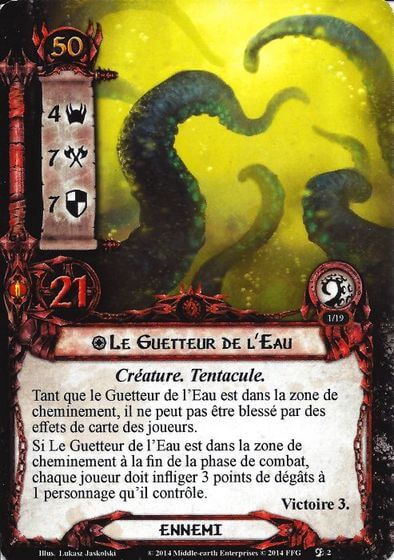 50
4
7
7
21
1/19
Le Guetteur de l'Eau
Créature. Tentacule.
Tant que le Guetteur de l'Eau est dans la zone de
cheminement, il ne peut pas être blessé par des
effets de carte des joueurs.
Si Le Guetteur de l'Eau est dans la zone de
cheminement à la fin de la phase de combat,
chaque joueur doit infliger 3 points de dégâts à
1 personnage qu'il contrôle.
Victoire 3.
ENNEMI
Illus. Lukasz Jaskolski © 2014 Middle-earth Enterprises © 2014 FFG 2